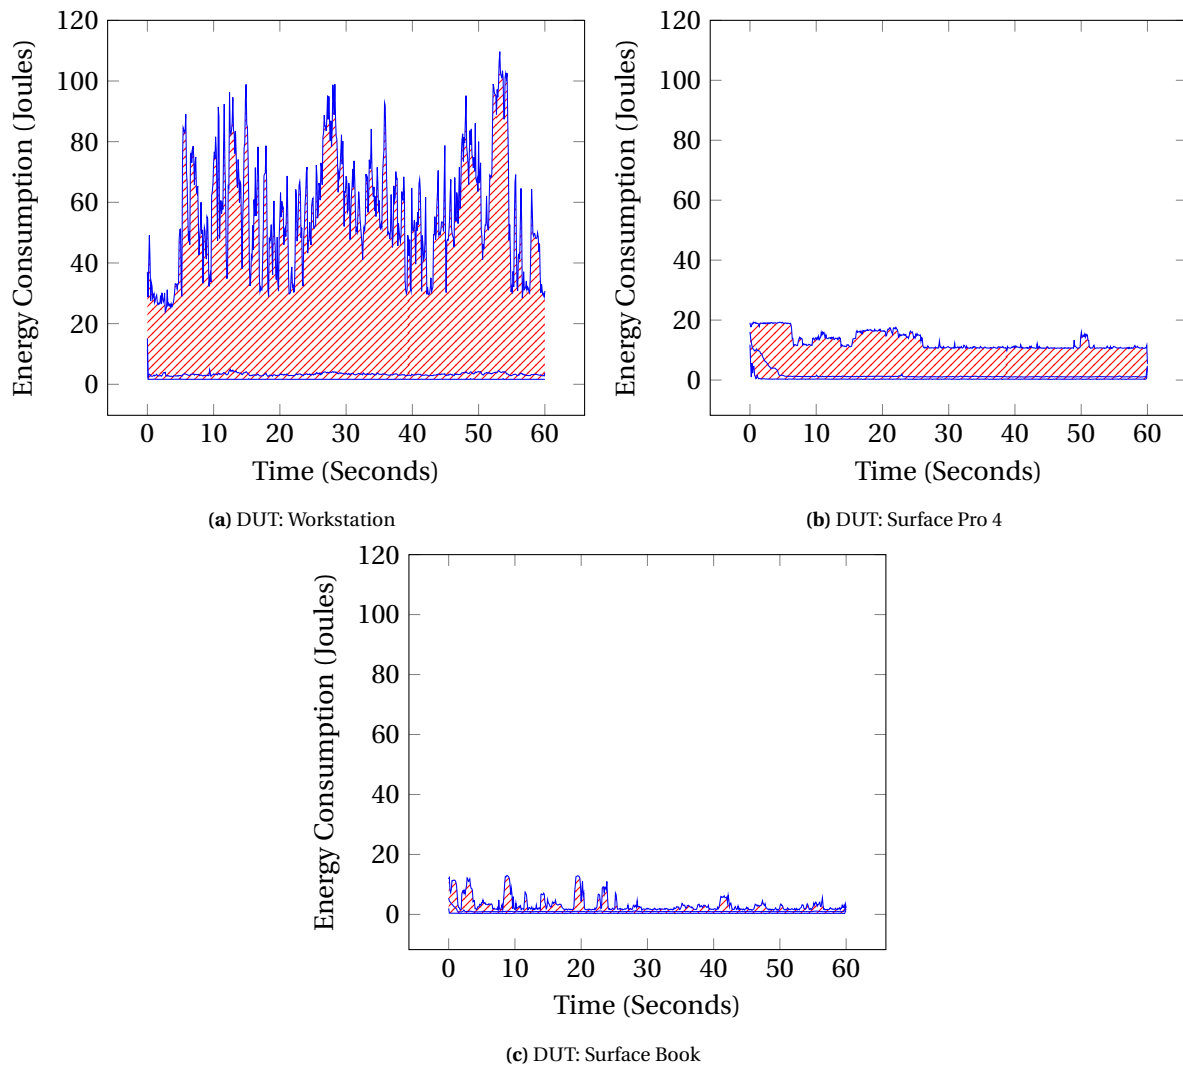 120
100
80
60
40
20
0
Energy Consumption (Joules)
0 10 20 30 40 50 60
Time (Seconds)
(a) DUT: Workstation
120
100
80
60
40
20
0
Energy Consumption (Joules)
0 10 20 30 40 50 60
Time (Seconds)
(b) DUT: Surface Pro 4
120
100
80
60
40
20
0
Energy Consumption (Joules)
0 10 20 30 40 50 60
Time (Seconds)
(c) DUT: Surface Book